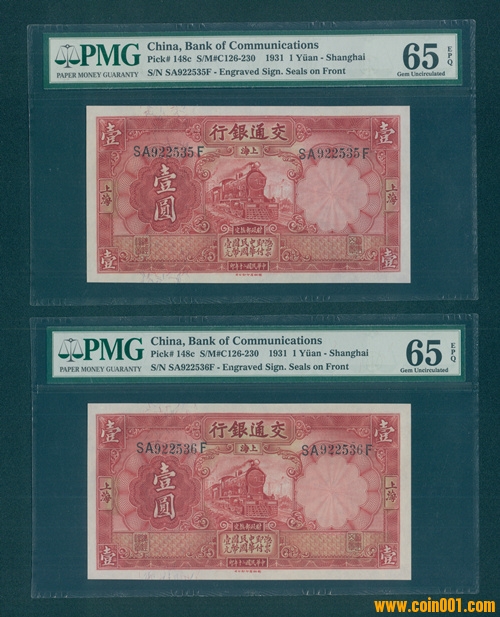 PMG
PAPER MONEY GUARANTY
China, Bank of Communications
Pick# 148c S/M#C126-230 1931 1 Yüan - Shanghai
S/N SA922535F - Engraved Sign. Seals on Front
65 EPQ
Gem Uncirculated
壹 行銀通交 壹
海上
SA922535F SA922535F
上海 壹圓 上海
壹 壹
PMG
PAPER MONEY GUARANTY
China, Bank of Communications
Pick# 148c S/M#C126-230 1931 1 Yüan - Shanghai
S/N SA922536F - Engraved Sign. Seals on Front
65 EPQ
Gem Uncirculated
壹 行銀通交 壹
海上
SA922536F SA922536F
上海 壹圓 上海
壹 壹
www.coin001.com